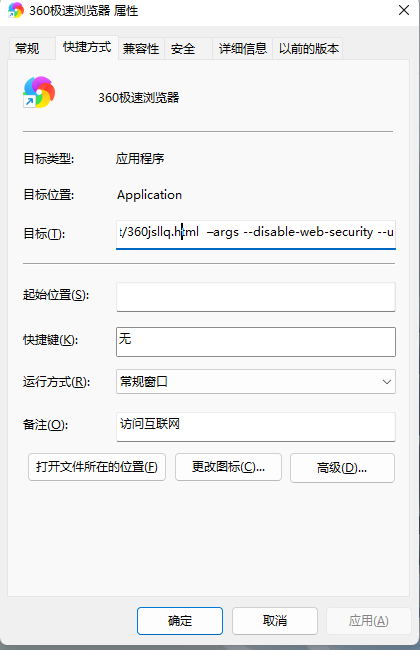 360极速浏览器 属性
常规 快捷方式 兼容性 安全 详细信息 以前的版本
360极速浏览器
目标类型: 应用程序
目标位置: Application
目标(T): t/360jsllq.html –args --disable-web-security --u
起始位置(S):
快捷键(K): 无
运行方式(R): 常规窗口
备注(O): 访问互联网
打开文件所在的位置(F) 更改图标(C)... 高级(D)...
确定 取消 应用(A)